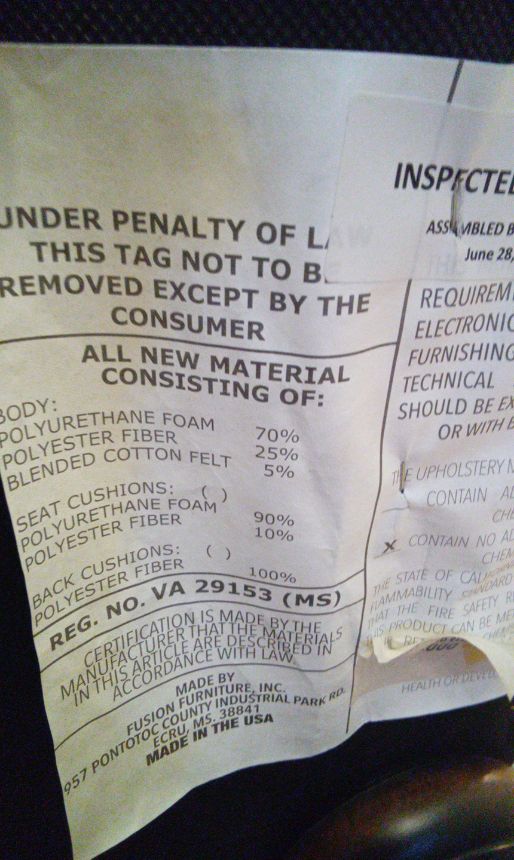 UNDER PENALTY OF
THIS TAG NOT TO
REMOVED EXCEPT BY THE
CONSUMER
ALL NEW MATERIAL
CONSISTING OF:
BODY:
POLYURETHANE FOAM 70%
POLYESTER FIBER 25%
BLENDED COTTON FELT 5%
SEAT CUSHIONS: ( )
POLYURETHANE FOAM 90%
POLYESTER FIBER 10%
BACK CUSHIONS: ( )
POLYESTER FIBER 100%
REG. NO. VA 29153 (MS)
CERTIFICATION IS MADE BY THE
MANUFACTURER THAT THE MATERIALS
IN THIS ARTICLE ARE DESCRIBED IN
ACCORDANCE WITH LAW
MADE BY
FUSION FURNITURE, INC.
957 PONTOTOC COUNTY INDUSTRIAL PARK RD.
ECRU, MS. 38841
MADE IN THE USA
INSPECTE
ASSEMBLED B
June 28,
REQUIREM
ELECTRONIC
FURNISHING
TECHNICAL
SHOULD BE EX
OR WITH E
THE UPHOLSTERY M
CONTAIN AD
CHE
X CONTAIN NO AD
CHEM
THE STATE OF CAL
FLAMMABILITY STANDARD
THAT THE FIRE SAFETY R
PRODUCT CAN BE ME
HEALTH OR DEVEL